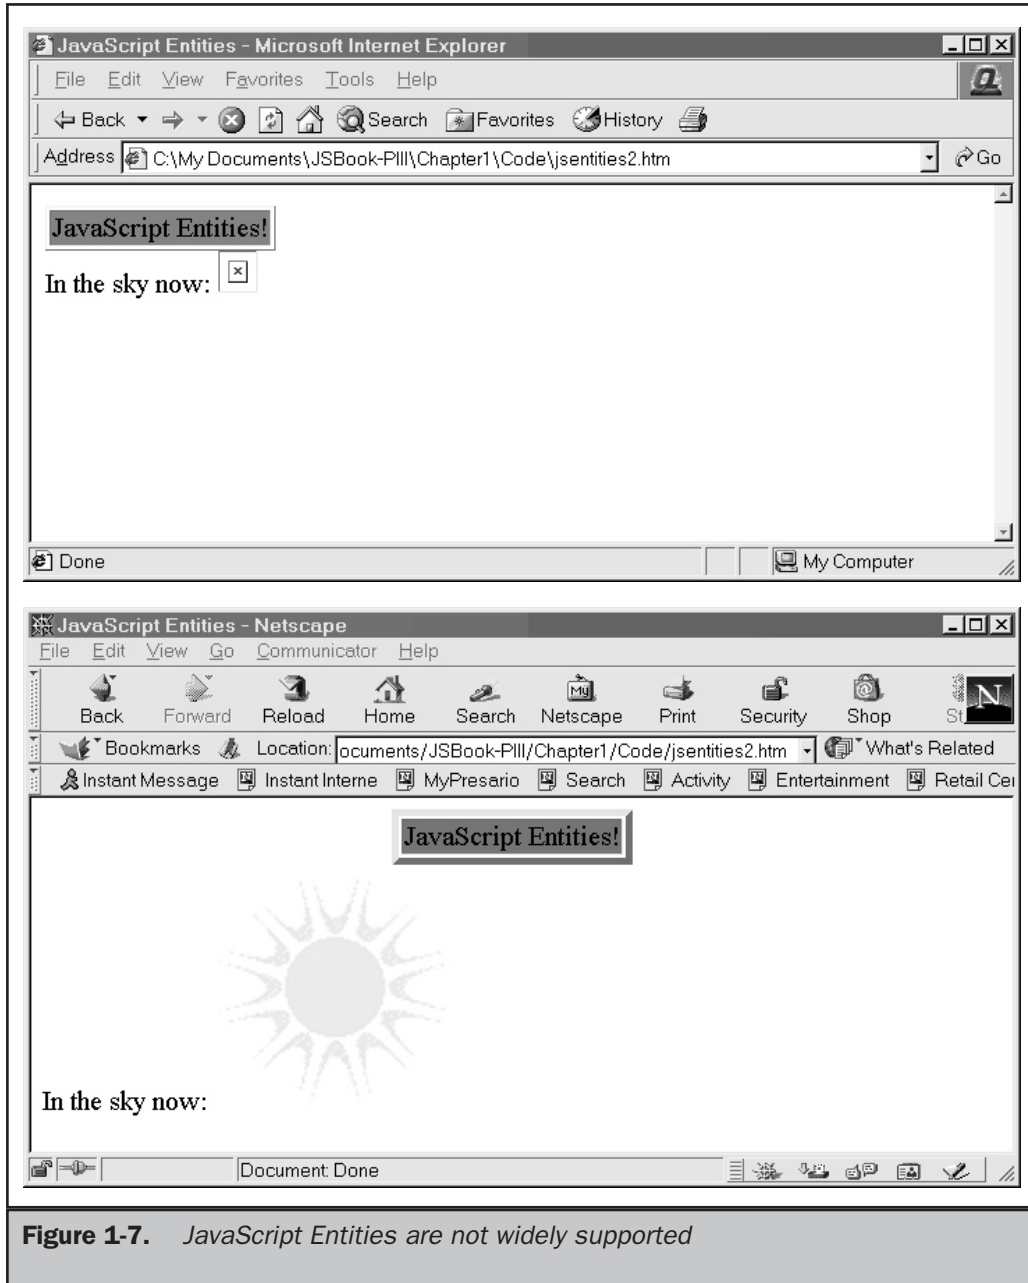 JavaScript Entities - Microsoft Internet Explorer
File Edit View Favorites Tools Help
Back Search Favorites History
Address C:\My Documents\JSBook-PIII\Chapter1\Code\jsentities2.htm Go
JavaScript Entities!
In the sky now:
Done My Computer
JavaScript Entities - Netscape
File Edit View Go Communicator Help
My N
Back Forward Reload Home Search Netscape Print Security Shop
Bookmarks Location: ocuments/JSBook-PIII/Chapter1/Code/jsentities2.htm What's Related
Instant Message Instant Interne MyPresario Search Activity Entertainment Retail Cer
JavaScript Entities!
In the sky now:
Document: Done
Figure 1-7. JavaScript Entities are not widely supported